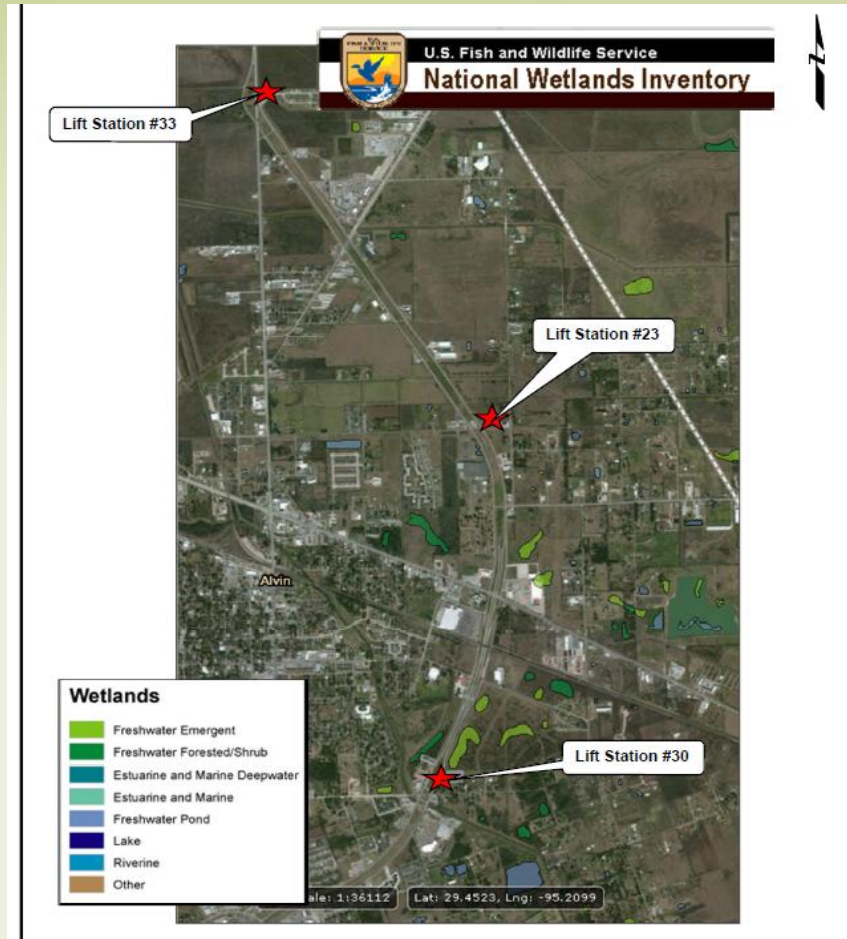 U.S. Fish and Wildlife Service
National Wetlands Inventory
Lift Station #33
Lift Station #23
Alvin
Lift Station #30
Wetlands
Freshwater Emergent
Freshwater Forested/Shrub
Estuarine and Marine Deepwater
Estuarine and Marine
Freshwater Pond
Lake
Riverine
Other
ale: 1:36112
Lat: 29.4523, Lng: -95.2099